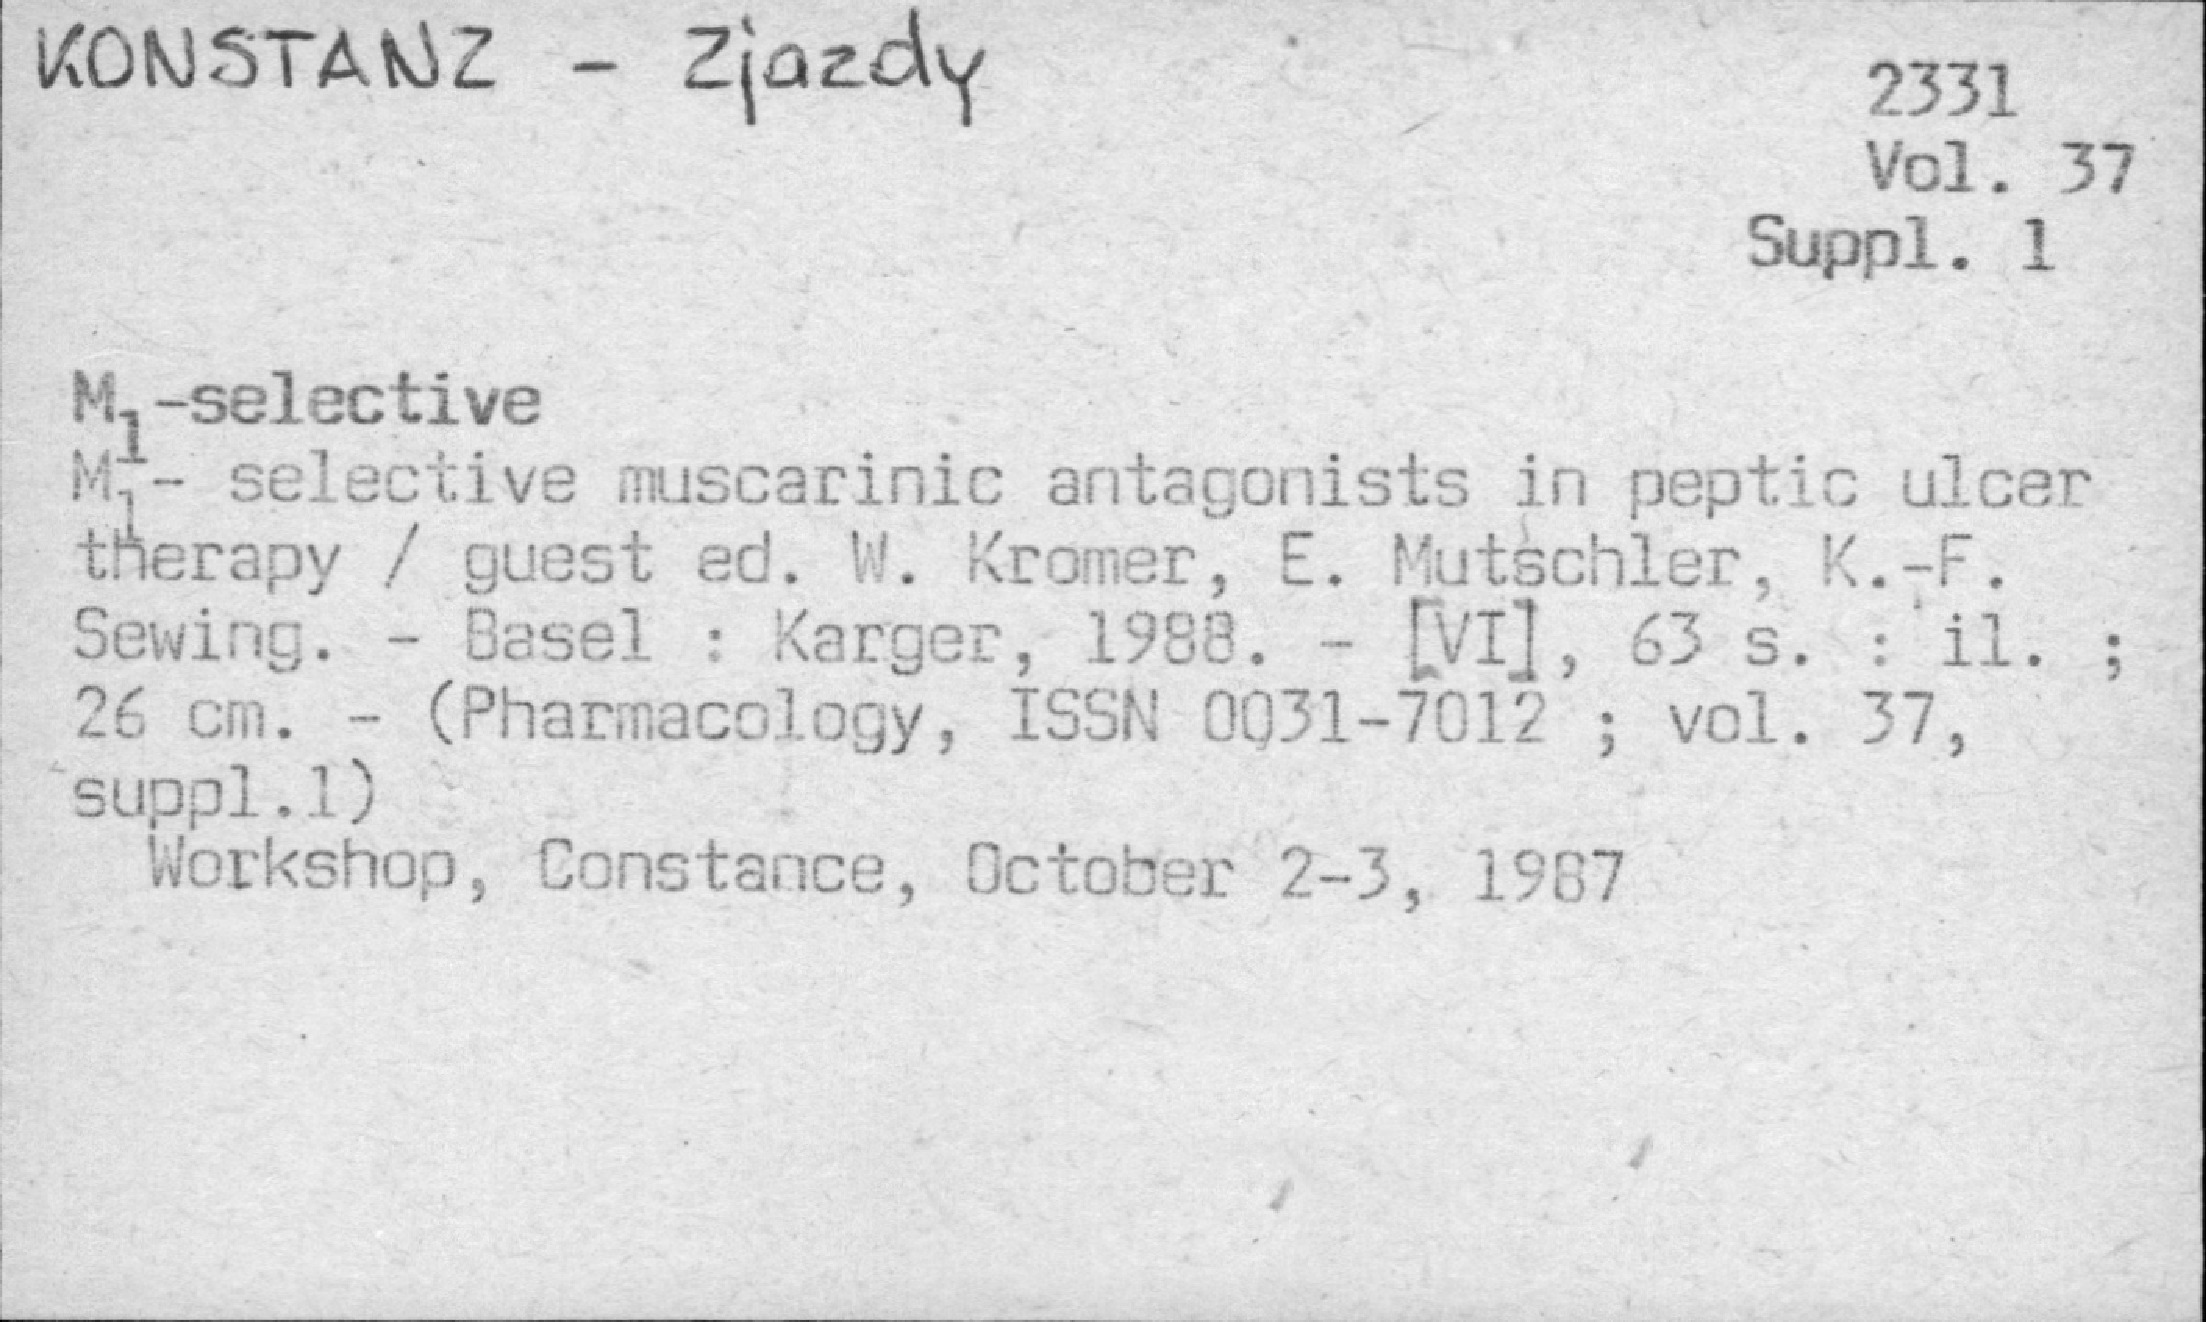 KONSTANZ - Zjazdy
2331
Vol. 37
Suppl. 1
M₁-selective
M₁- selective muscarinic antagonists in peptic ulcer
therapy / guest ed. W. Kromer, E. Mutschler, K.-F.
Sewing. - Basel : Karger, 1988. - [VI], 63 s. : il. ;
26 cm. - (Pharmacology, ISSN 0031-7012 ; vol. 37,
suppl.1)
Workshop, Constance, October 2-3, 1987